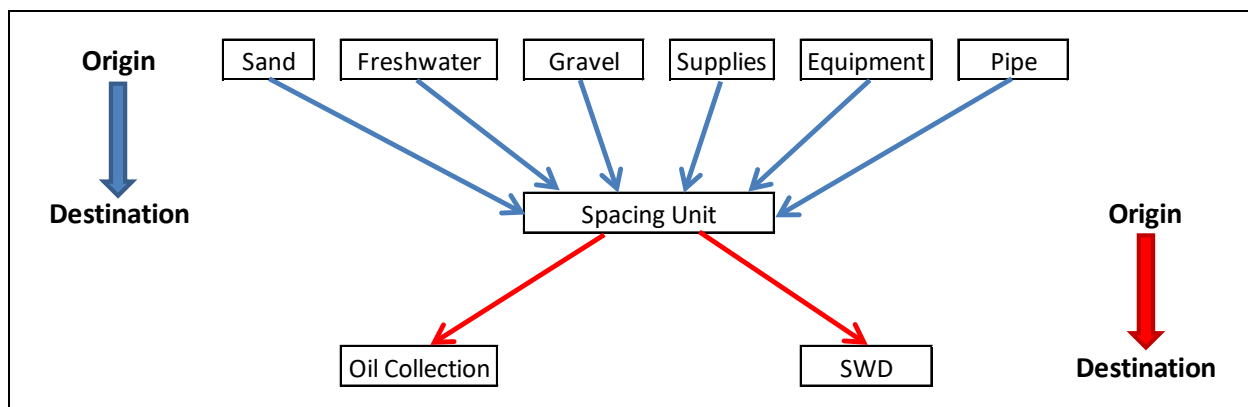 Origin
Sand
Freshwater
Gravel
Supplies
Equipment
Pipe
Destination
Spacing Unit
Origin
Oil Collection
SWD
Destination